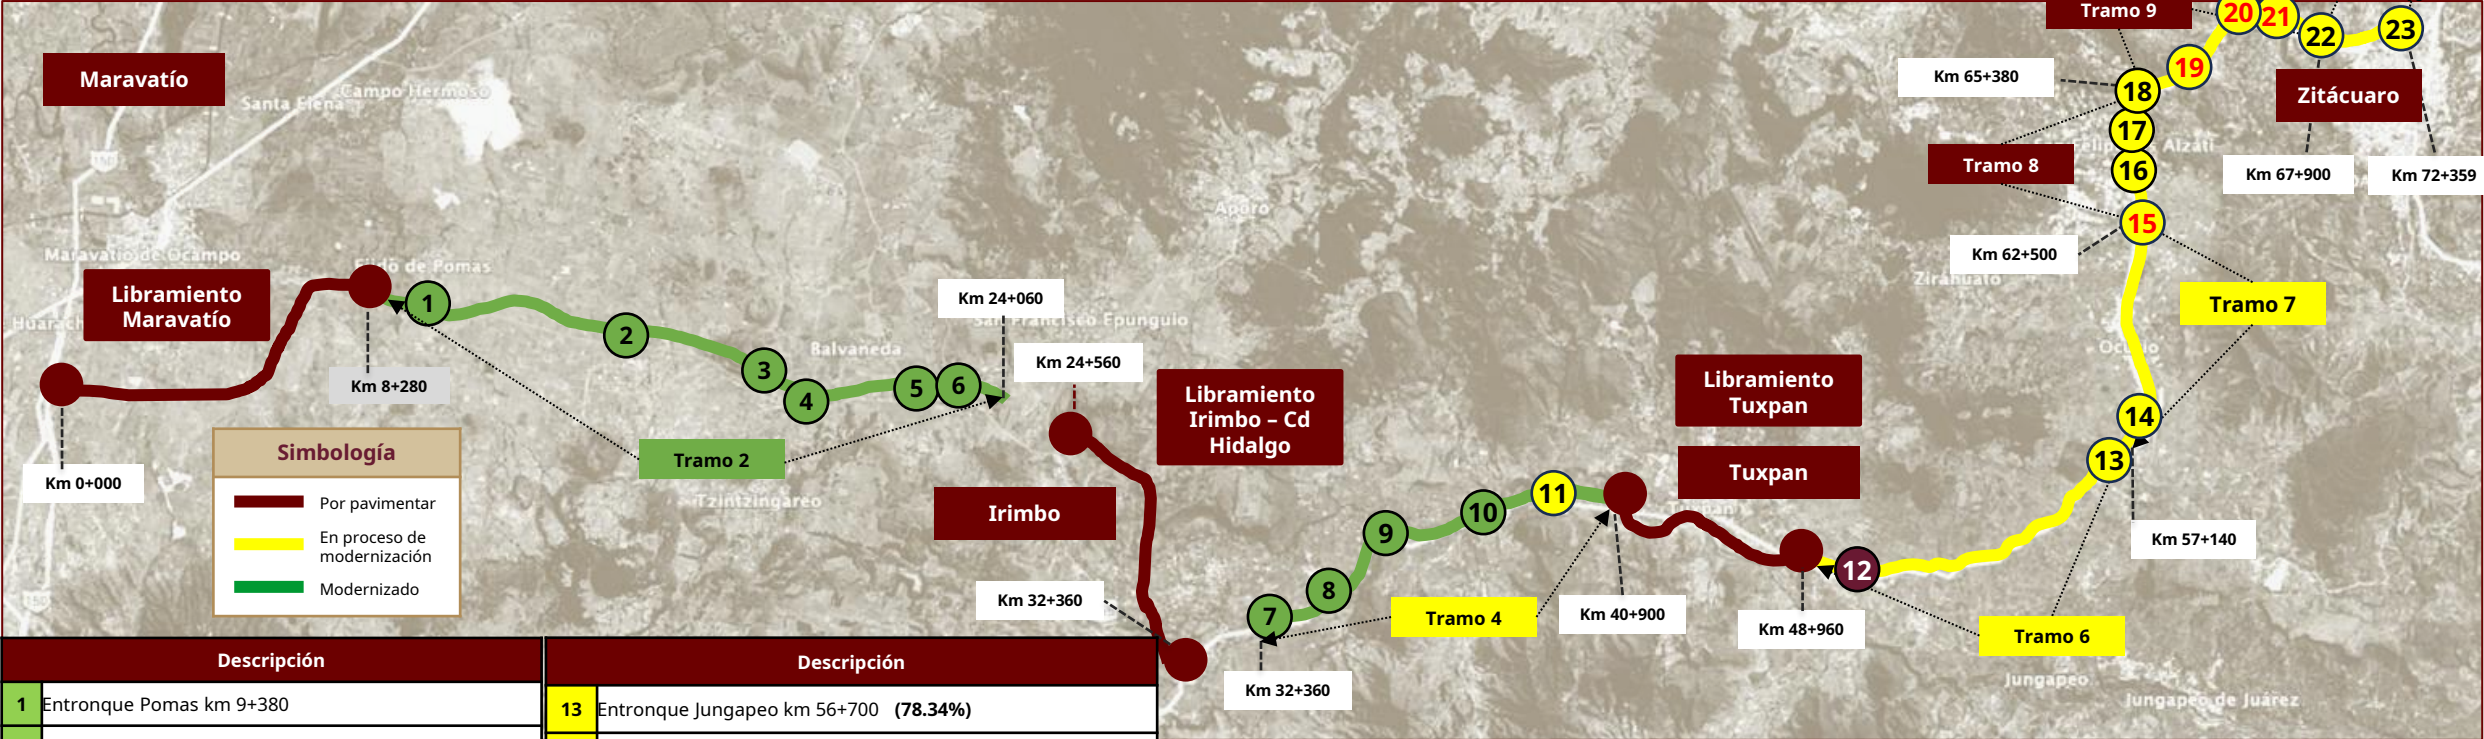 Tramo 9
20
21
22
23
Maravatío
Santa Elena
Campo Hermoso
Km 65+380
19
18
Zitácuaro
17
Alzati
Tramo 8
16
Km 67+900
Km 72+359
Aporo
15
Km 62+500
Maravatío de Ocampo
Ejido de Pomas
Zirahuato
Libramiento
Maravatío
1
Km 24+060
Tramo 7
San Francisco Epunguio
2
Balvaneda
Km 24+560
3
Km 8+280
4
5
6
Libramiento
Irimbo – Cd
Hidalgo
Libramiento
Tuxpan
14
Simbología
Tramo 2
13
Km 0+000
Por pavimentar
Tzintzingareo
Irimbo
11
Tuxpan
10
9
En proceso de
modernización
Km 57+140
12
Modernizado
Km 32+360
8
7
Tramo 4
Km 40+900
Km 48+960
Tramo 6
Descripción
Descripción
Km 32+360
Jungapeo
Jungapeo de Juárez
1
Entronque Pomas km 9+380
13
Entronque Jungapeo km 56+700 (78.34%)